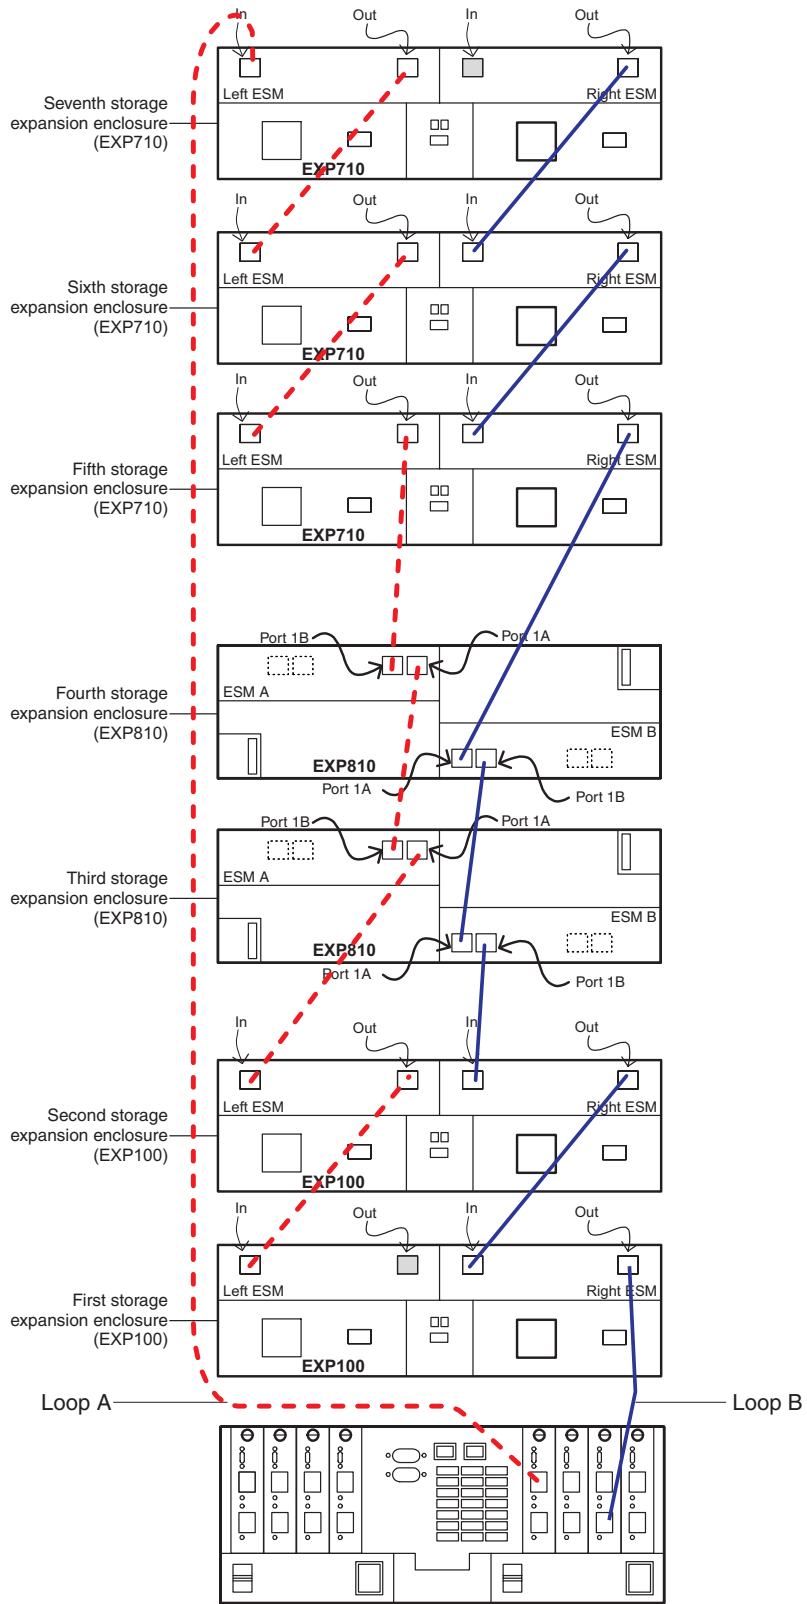 In
Out
In
Out
Left ESM
Right ESM
Seventh storage
expansion enclosure
(EXP710)
EXP710
In
Out
In
Out
Left ESM
Right ESM
Sixth storage
expansion enclosure
(EXP710)
EXP710
In
Out
In
Out
Left ESM
Right ESM
Fifth storage
expansion enclosure
(EXP710)
EXP710
Port 1B
Port 1A
ESM A
Fourth storage
expansion enclosure
(EXP810)
ESM B
EXP810
Port 1A
Port 1B
Port 1B
Port 1A
ESM A
Third storage
expansion enclosure
(EXP810)
ESM B
EXP810
Port 1A
Port 1B
In
Out
In
Out
Left ESM
Right ESM
Second storage
expansion enclosure
(EXP100)
EXP100
In
Out
In
Out
Left ESM
Right ESM
First storage
expansion enclosure
(EXP100)
EXP100
Loop A
Loop B